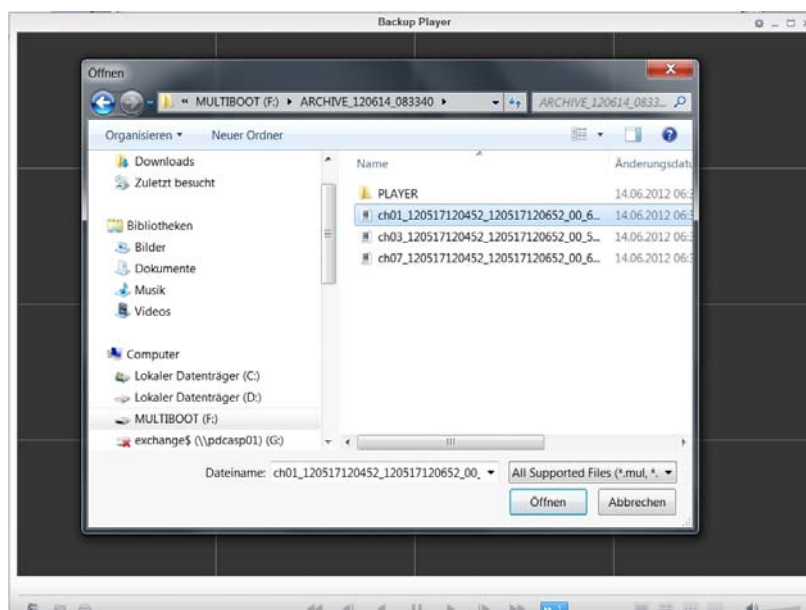 Backup Player
Öffnen
« MULTIBOOT (F:) ▸ ARCHIVE_120614_083340 ▸
ARCHIVE_120614_0833...
Organisieren
Neuer Ordner
Downloads
Zuletzt besucht
Bibliotheken
Bilder
Dokumente
Musik
Videos
Computer
Lokaler Datenträger (C:)
Lokaler Datenträger (D:)
MULTIBOOT (F:)
exchange$ (\\pdcasp01) (G:)
Name
Änderungsdatu
PLAYER
14.06.2012 06:3
ch01_120517120452_120517120652_00_6...
14.06.2012 06:3
ch03_120517120452_120517120652_00_5...
14.06.2012 06:3
ch07_120517120452_120517120652_00_6...
14.06.2012 06:3
Dateiname:
ch01_120517120452_120517120652_00_
All Supported Files (*.mul, *.
Öffnen
Abbrechen